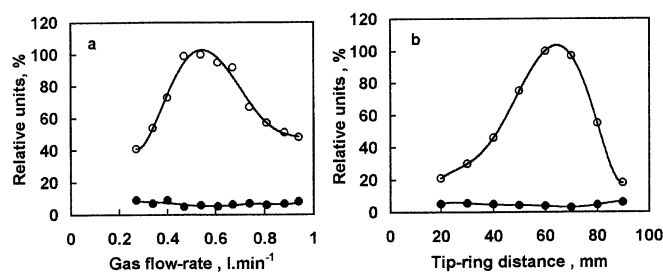 120
100
80
60
40
20
0
Relative units, %
a
0 0.2 0.4 0.6 0.8 1
Gas flow-rate , l.min-1
120
100
80
60
40
20
0
Relative units , %
b
0 20 40 60 80 100
Tip-ring distance , mm